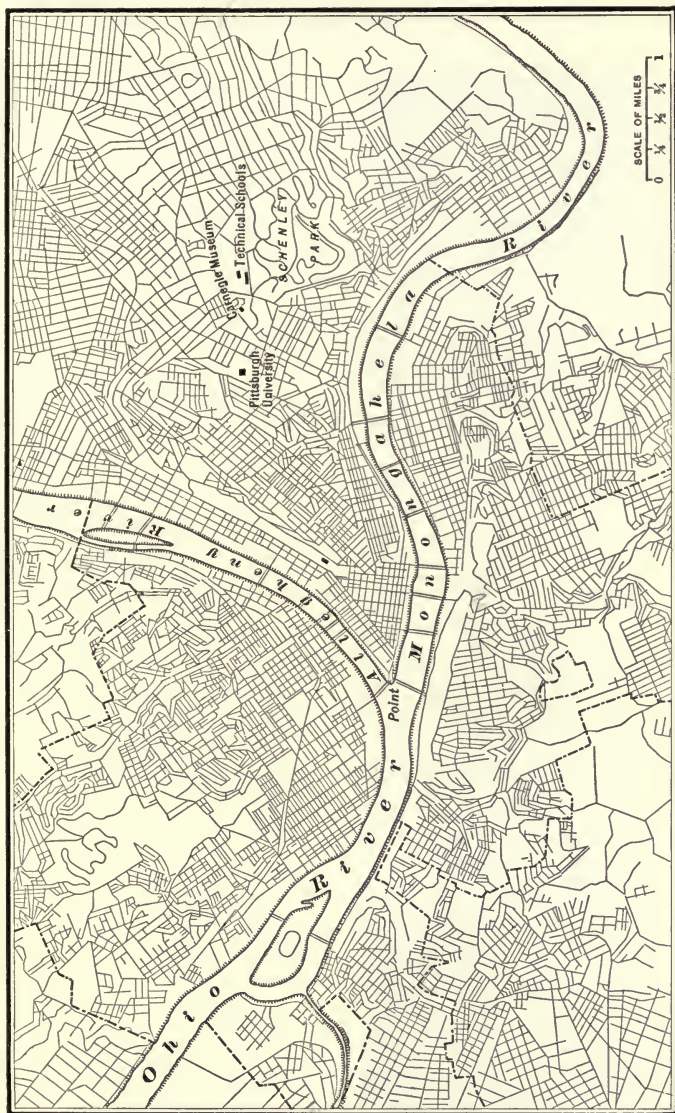 Ohio River
Allegheny River
Monongahela River
Point
Pittsburgh
University
Carnegie Museum
Technical Schools
SCHENLEY
PARK
SCALE OF MILES
0 ¼ ½ ¾ 1